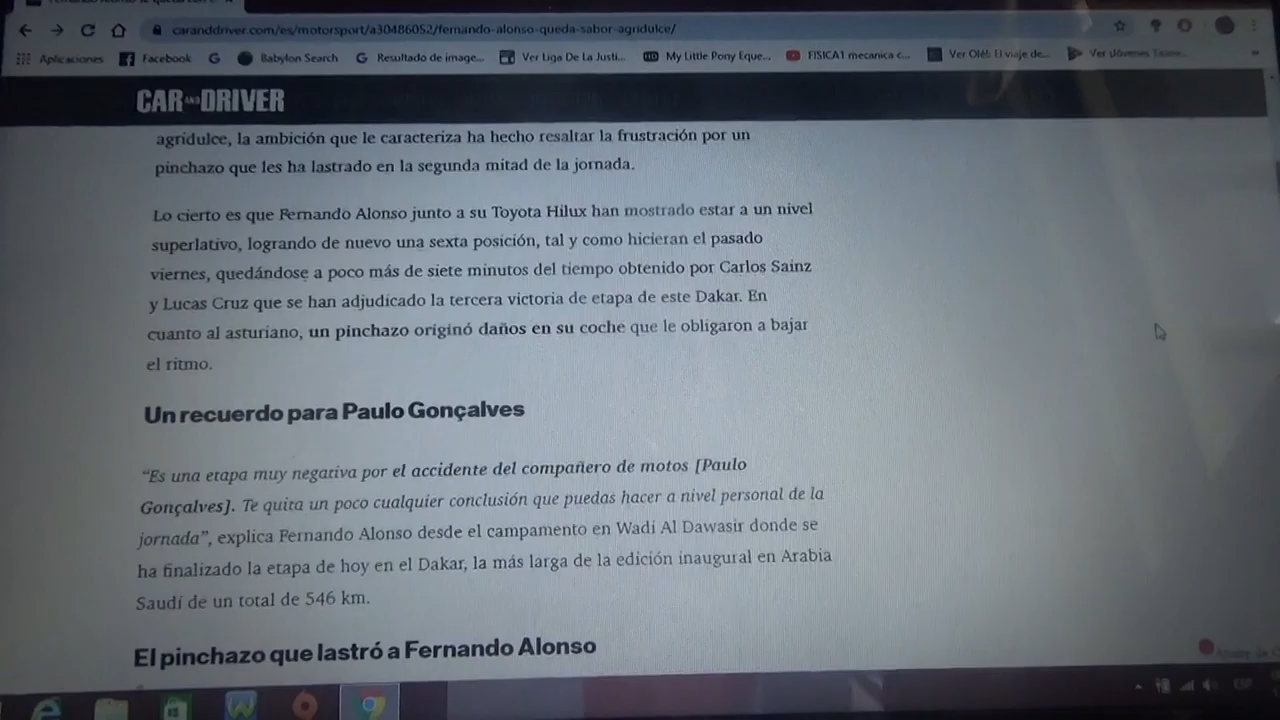 caranddriver.com/es/motorsport/a30486052/fernando-alonso-queda-sabor-agridulce/
Aplicaciones Facebook Babylon Search Resultado de image... Ver Liga De La Justi... My Little Pony Eque... FISICA1 mecanica c... Ver Olé!: El viaje de... Ver Jóvenes
CAR AND DRIVER
agridulce, la ambición que le caracteriza ha hecho resaltar la frustración por un
pinchazo que les ha lastrado en la segunda mitad de la jornada.
Lo cierto es que Fernando Alonso junto a su Toyota Hilux han mostrado estar a un nivel
superlativo, logrando de nuevo una sexta posición, tal y como hicieran el pasado
viernes, quedándose a poco más de siete minutos del tiempo obtenido por Carlos Sainz
y Lucas Cruz que se han adjudicado la tercera victoria de etapa de este Dakar. En
cuanto al asturiano, un pinchazo originó daños en su coche que le obligaron a bajar
el ritmo.
Un recuerdo para Paulo Gonçalves
“Es una etapa muy negativa por el accidente del compañero de motos [Paulo
Gonçalves]. Te quita un poco cualquier conclusión que puedas hacer a nivel personal de la
jornada”, explica Fernando Alonso desde el campamento en Wadi Al Dawasir donde se
ha finalizado la etapa de hoy en el Dakar, la más larga de la edición inaugural en Arabia
Saudí de un total de 546 km.
El pinchazo que lastró a Fernando Alonso
ESP